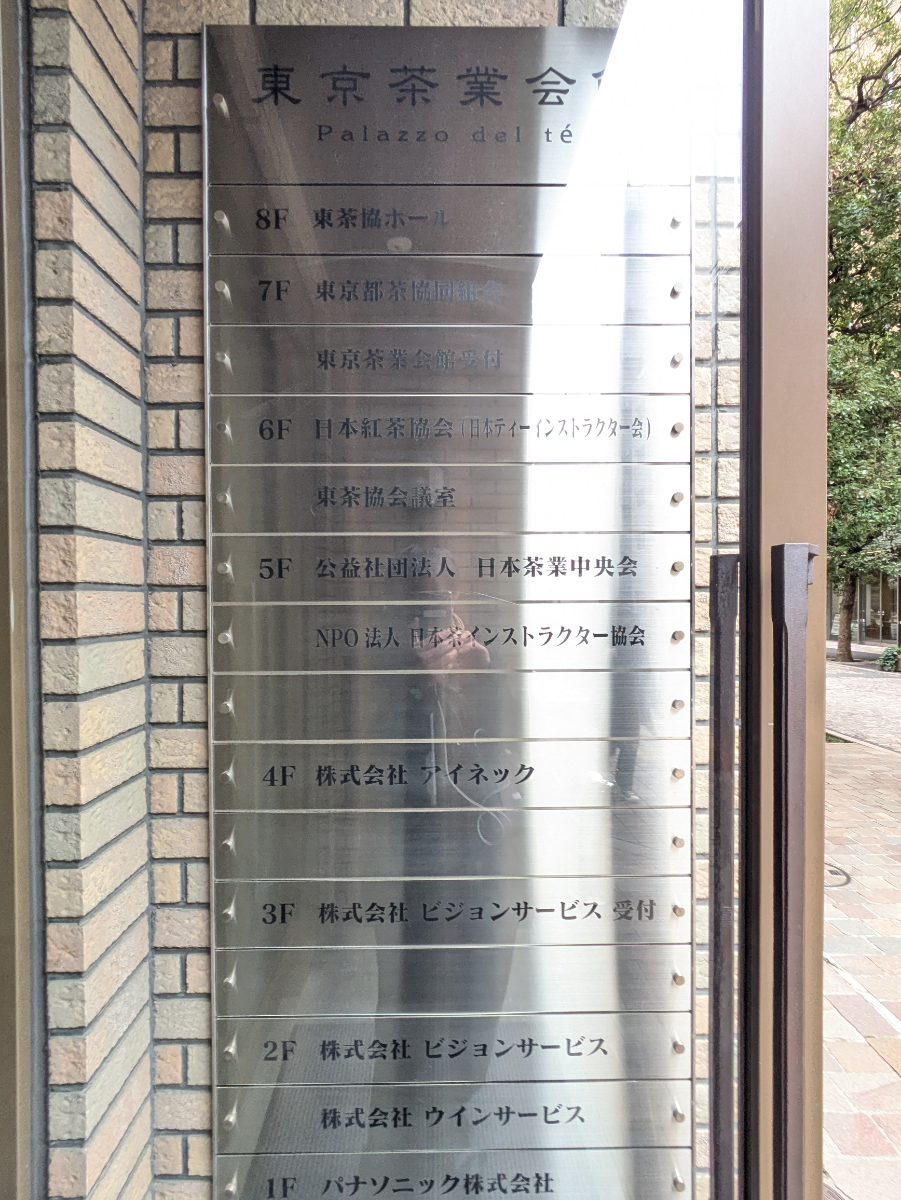 東京茶業会
Palazzo del té
8F 東茶協ホール
7F 東京都茶協同組合
東京茶業会館受付
6F 日本紅茶協会(日本ティーインストラクター会)
東茶協会議室
5F 公益社団法人 日本茶業中央会
NPO法人 日本茶インストラクター協会
4F 株式会社 アイネック
3F 株式会社 ビジョンサービス 受付
2F 株式会社 ビジョンサービス
株式会社 ウインサービス
1F パナソニック株式会社